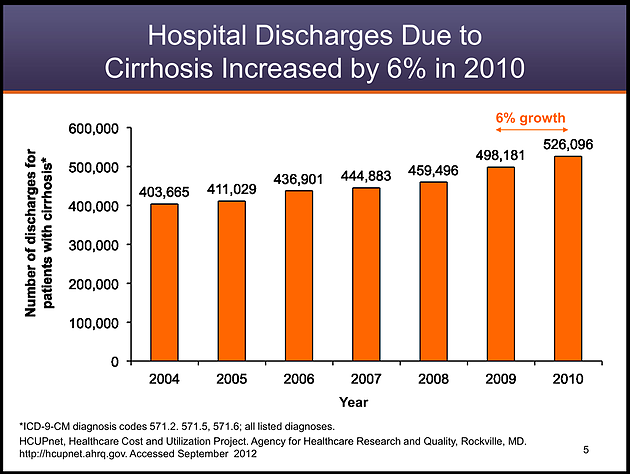 Hospital Discharges Due to
Cirrhosis Increased by 6% in 2010
6% growth
Number of discharges for
patients with cirrhosis*
600,000
500,000
400,000
300,000
200,000
100,000
0
403,665
411,029
436,901
444,883
459,496
498,181
526,096
2004 2005 2006 2007 2008 2009 2010
Year
*ICD-9-CM diagnosis codes 571.2. 571.5, 571.6; all listed diagnoses.
HCUPnet, Healthcare Cost and Utilization Project. Agency for Healthcare Research and Quality, Rockville, MD.
http://hcupnet.ahrq.gov. Accessed September 2012
5